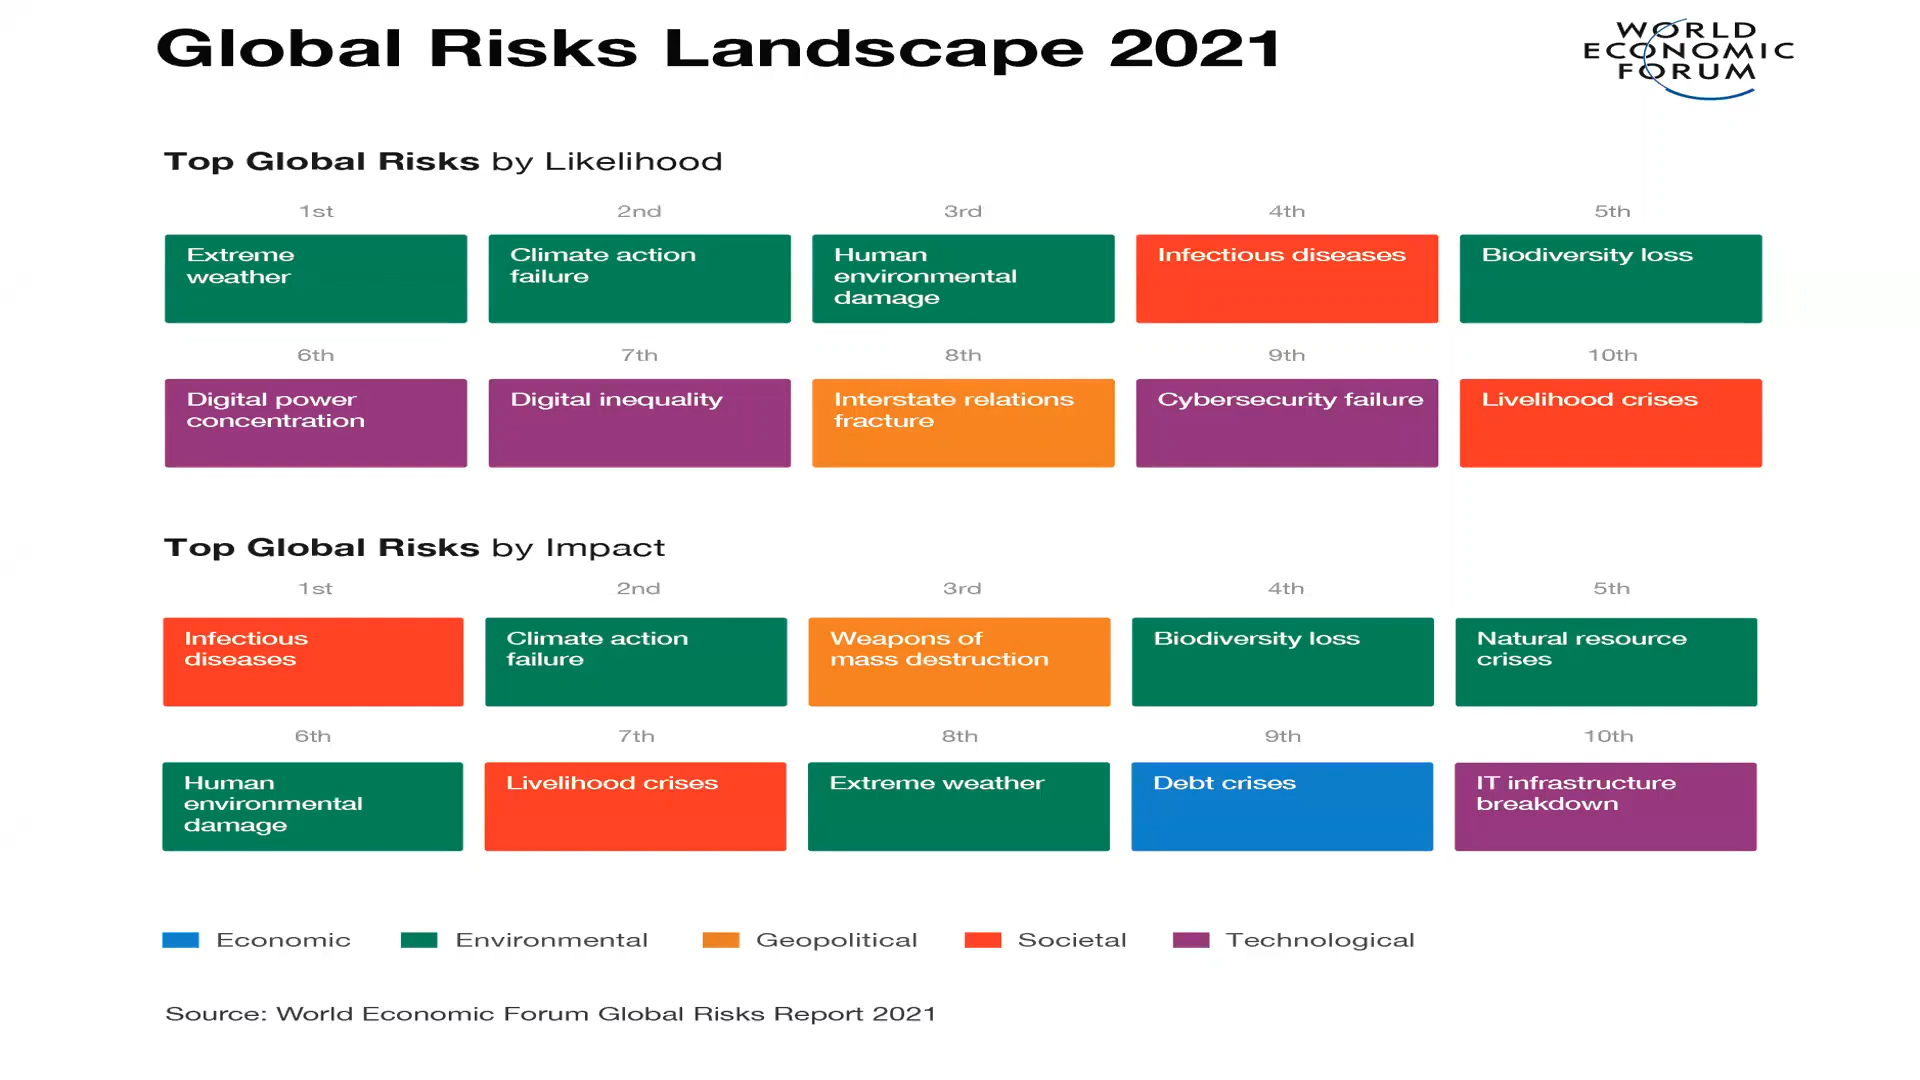 Global Risks Landscape 2021
WORLD
ECONOMIC
FORUM
Top Global Risks by Likelihood
1st 2nd 3rd 4th 5th
Extreme
weather
Climate action
failure
Human
environmental
damage
Infectious diseases
Biodiversity loss
6th 7th 8th 9th 10th
Digital power
concentration
Digital inequality
Interstate relations
fracture
Cybersecurity failure
Livelihood crises
Top Global Risks by Impact
1st 2nd 3rd 4th 5th
Infectious
diseases
Climate action
failure
Weapons of
mass destruction
Biodiversity loss
Natural resource
crises
6th 7th 8th 9th 10th
Human
environmental
damage
Livelihood crises
Extreme weather
Debt crises
IT infrastructure
breakdown
Economic Environmental Geopolitical Societal Technological
Source: World Economic Forum Global Risks Report 2021